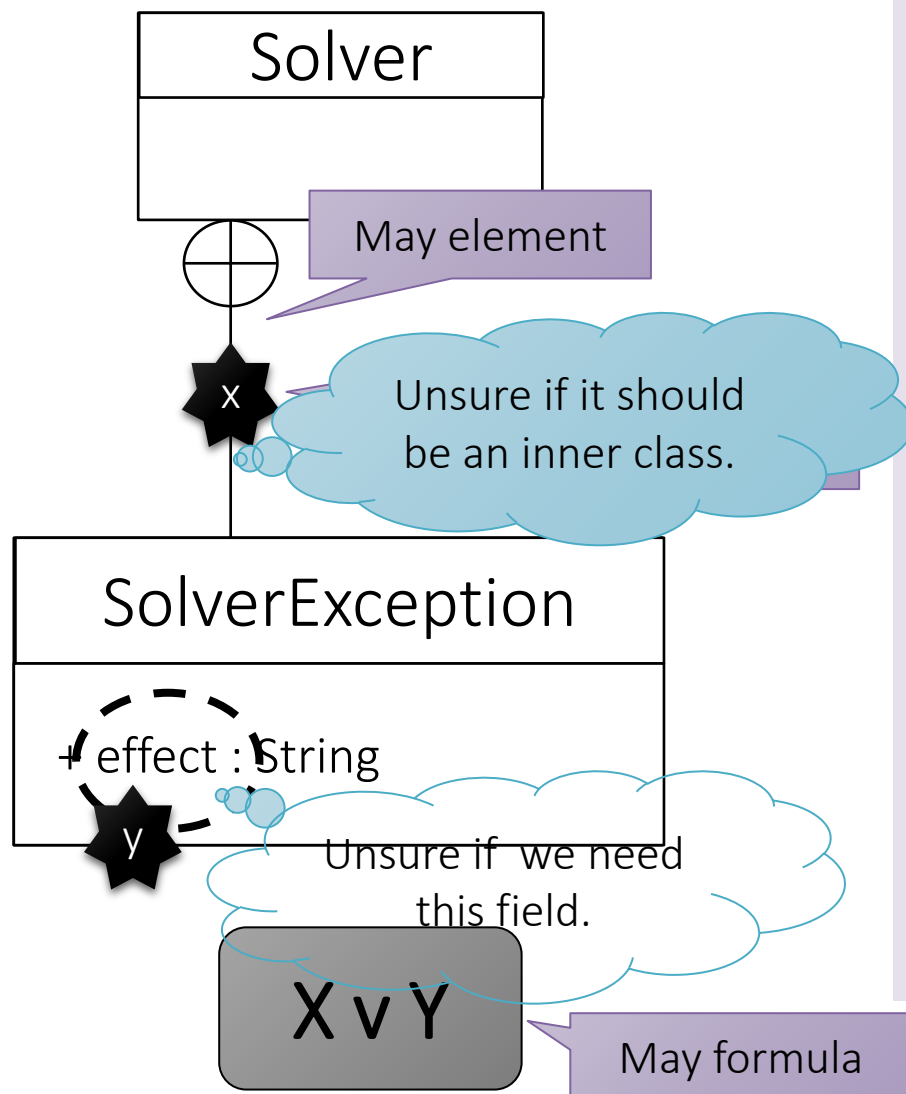 Solver
May element
x
Unsure if it should
be an inner class.
SolverException
+ effect : String
y
Unsure if we need
this field.
X v Y
May formula